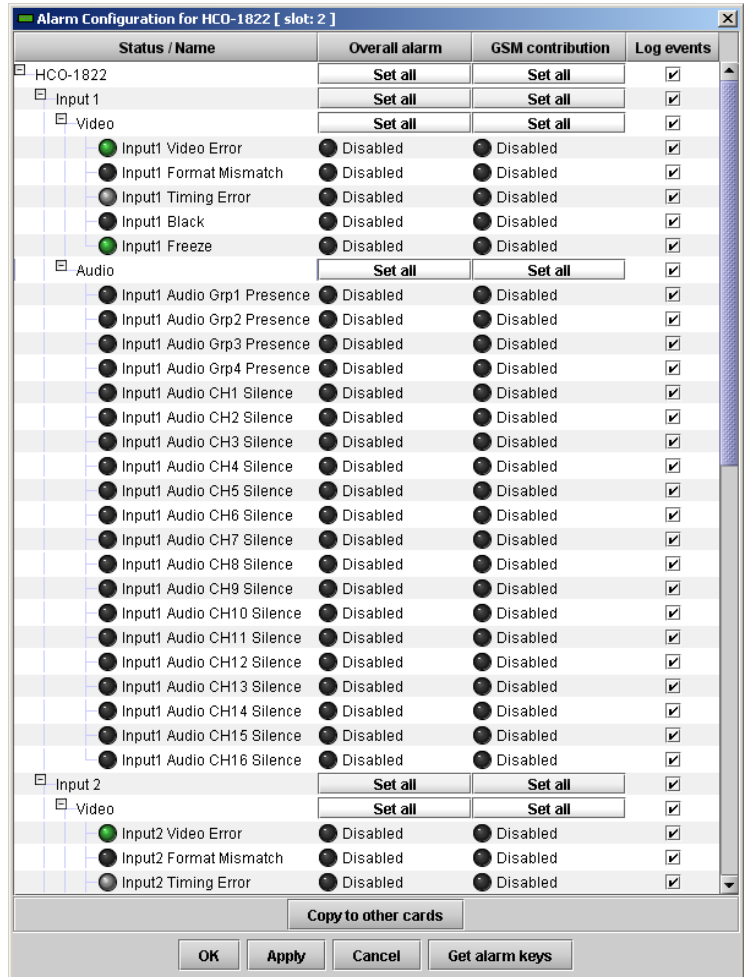 Alarm Configuration for HCO-1822 [ slot: 2 ]
Status / Name Overall alarm GSM contribution Log events
HCO-1822 Set all Set all
Input 1 Set all Set all
Video Set all Set all
Input1 Video Error Disabled Disabled
Input1 Format Mismatch Disabled Disabled
Input1 Timing Error Disabled Disabled
Input1 Black Disabled Disabled
Input1 Freeze Disabled Disabled
Audio Set all Set all
Input1 Audio Grp1 Presence Disabled Disabled
Input1 Audio Grp2 Presence Disabled Disabled
Input1 Audio Grp3 Presence Disabled Disabled
Input1 Audio Grp4 Presence Disabled Disabled
Input1 Audio CH1 Silence Disabled Disabled
Input1 Audio CH2 Silence Disabled Disabled
Input1 Audio CH3 Silence Disabled Disabled
Input1 Audio CH4 Silence Disabled Disabled
Input1 Audio CH5 Silence Disabled Disabled
Input1 Audio CH6 Silence Disabled Disabled
Input1 Audio CH7 Silence Disabled Disabled
Input1 Audio CH8 Silence Disabled Disabled
Input1 Audio CH9 Silence Disabled Disabled
Input1 Audio CH10 Silence Disabled Disabled
Input1 Audio CH11 Silence Disabled Disabled
Input1 Audio CH12 Silence Disabled Disabled
Input1 Audio CH13 Silence Disabled Disabled
Input1 Audio CH14 Silence Disabled Disabled
Input1 Audio CH15 Silence Disabled Disabled
Input1 Audio CH16 Silence Disabled Disabled
Input 2 Set all Set all
Video Set all Set all
Input2 Video Error Disabled Disabled
Input2 Format Mismatch Disabled Disabled
Input2 Timing Error Disabled Disabled
Copy to other cards
OK Apply Cancel Get alarm keys